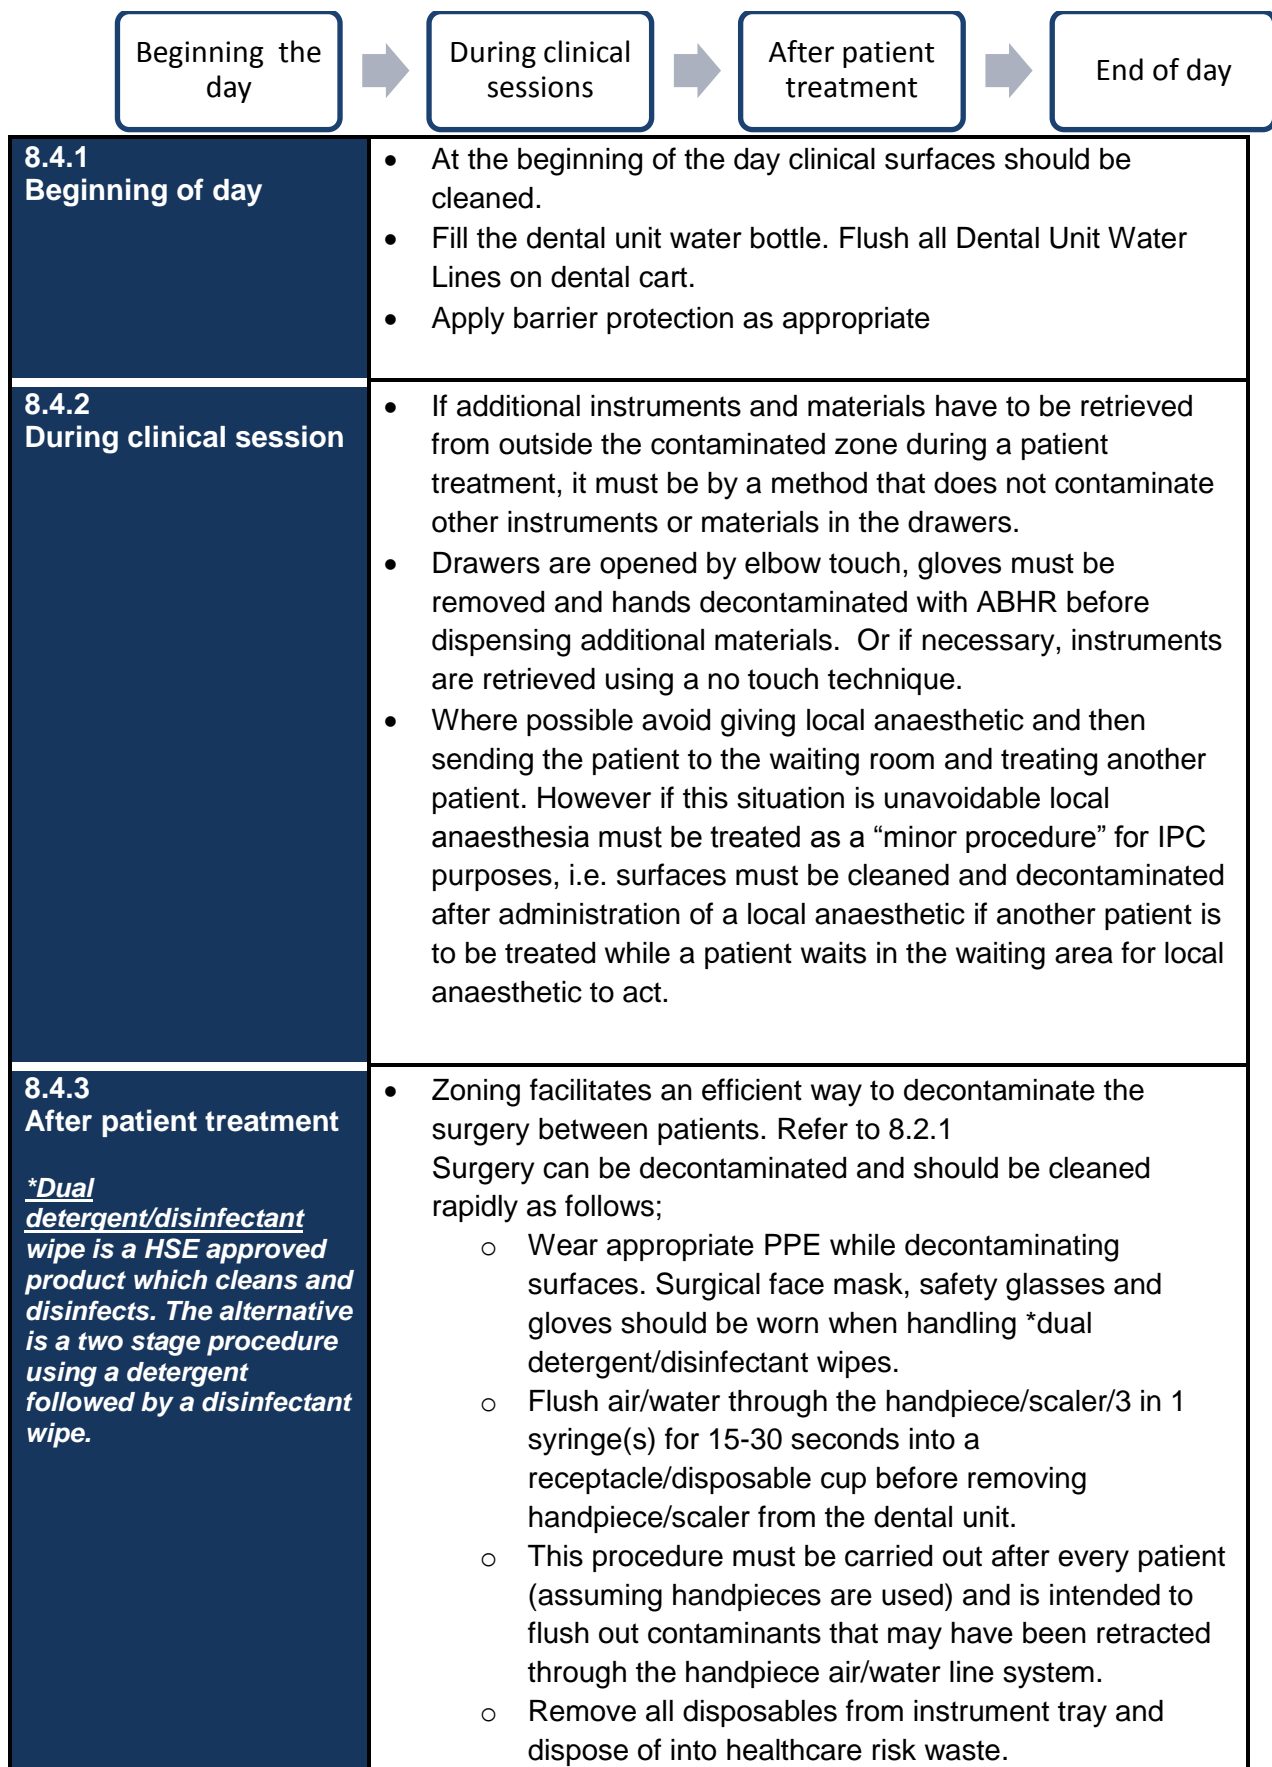 Beginning the
day
During clinical
sessions
After patient
treatment
End of day
8.4.1
Beginning of day
• At the beginning of the day clinical surfaces should be
cleaned.
• Fill the dental unit water bottle. Flush all Dental Unit Water
Lines on dental cart.
• Apply barrier protection as appropriate
8.4.2
During clinical session
• If additional instruments and materials have to be retrieved
from outside the contaminated zone during a patient
treatment, it must be by a method that does not contaminate
other instruments or materials in the drawers.
• Drawers are opened by elbow touch, gloves must be
removed and hands decontaminated with ABHR before
dispensing additional materials. Or if necessary, instruments
are retrieved using a no touch technique.
• Where possible avoid giving local anaesthetic and then
sending the patient to the waiting room and treating another
patient. However if this situation is unavoidable local
anaesthesia must be treated as a “minor procedure” for IPC
purposes, i.e. surfaces must be cleaned and decontaminated
after administration of a local anaesthetic if another patient is
to be treated while a patient waits in the waiting area for local
anaesthetic to act.
8.4.3
After patient treatment
*Dual
detergent/disinfectant
wipe is a HSE approved
product which cleans and
disinfects. The alternative
is a two stage procedure
using a detergent
followed by a disinfectant
wipe.
• Zoning facilitates an efficient way to decontaminate the
surgery between patients. Refer to 8.2.1
Surgery can be decontaminated and should be cleaned
rapidly as follows;
o Wear appropriate PPE while decontaminating
surfaces. Surgical face mask, safety glasses and
gloves should be worn when handling *dual
detergent/disinfectant wipes.
o Flush air/water through the handpiece/scaler/3 in 1
syringe(s) for 15-30 seconds into a
receptacle/disposable cup before removing
handpiece/scaler from the dental unit.
o This procedure must be carried out after every patient
(assuming handpieces are used) and is intended to
flush out contaminants that may have been retracted
through the handpiece air/water line system.
o Remove all disposables from instrument tray and
dispose of into healthcare risk waste.